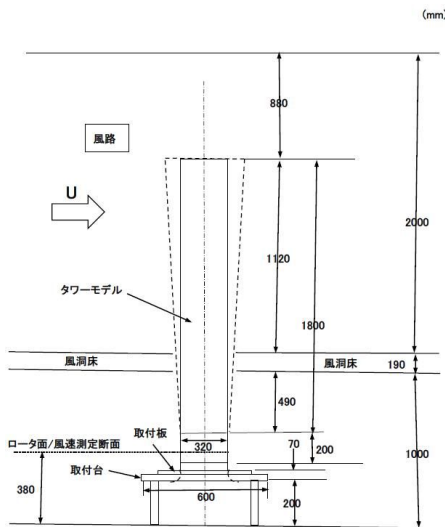 (mm)
880
風路
U
2000
1120
タワーモデル
1800
風洞床
風洞床
190
490
取付板
ロータ面/風速測定断面
320
70
200
1000
取付台
380
600
200